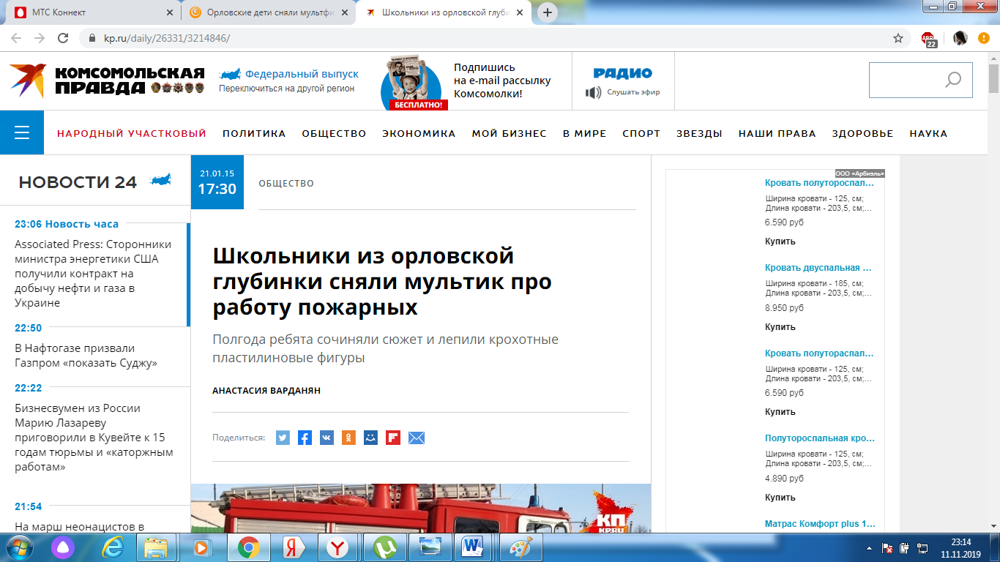 МТС Коннект
Орловские дети сняли мультфи
Школьники из орловской глуби
kp.ru/daily/26331/3214846/
ABP
22
КОМСОМОЛЬСКАЯ
ПРАВДА
Федеральный выпуск
Переключиться на другой регион
БЕСПЛАТНО!
Подпишись
на e-mail рассылку
Комсомолки!
РАДИО
Слушать эфир
НАРОДНЫЙ УЧАСТКОВЫЙ ПОЛИТИКА ОБЩЕСТВО ЭКОНОМИКА МОЙ БИЗНЕС В МИРЕ СПОРТ ЗВЕЗДЫ НАШИ ПРАВА ЗДОРОВЬЕ НАУКА
НОВОСТИ 24
23:06 Новость часа
Associated Press: Сторонники
министра энергетики США
получили контракт на
добычу нефти и газа в
Украине
22:50
В Нафтогазе призвали
Газпром «показать Суджу»
22:22
Бизнесвумен из России
Марию Лазареву
приговорили в Кувейте к 15
годам тюрьмы и «каторжным
работам»
21:54
На марш неонацистов в
21.01.15
17:30
ОБЩЕСТВО
Школьники из орловской
глубинки сняли мультик про
работу пожарных
Полгода ребята сочиняли сюжет и лепили крохотные
пластилиновые фигуры
АНАСТАСИЯ ВАРДАНЯН
Поделиться:
КП
KP.RU
ООО «Арбиэль»
Кровать полутороспал...
Ширина кровати - 125, см;
Длина кровати - 203,5, см;...
6.590 руб
Купить
Кровать двуспальная ...
Ширина кровати - 185, см;
Длина кровати - 203,5, см;...
8.950 руб
Купить
Кровать полутораспал...
Ширина кровати - 125, см;
Длина кровати - 203,5, см;...
6.590 руб
Купить
Полутороспальная кро...
Ширина кровати - 125, см;
Длина кровати - 203,5, см;...
4.890 руб
Купить
Матрас Комфорт plus 1...
23:14
11.11.2019